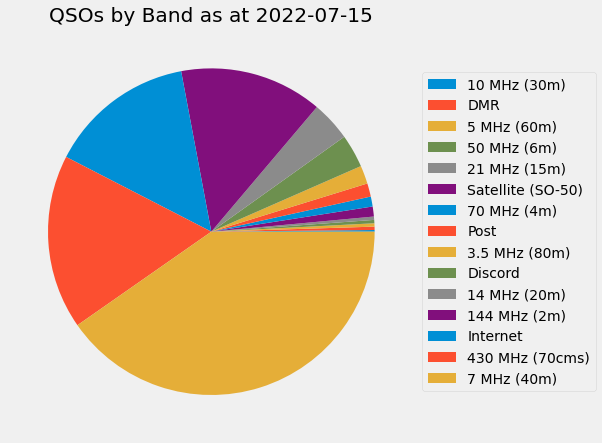 QSOs by Band as at 2022-07-15
10 MHz (30m)
DMR
5 MHz (60m)
50 MHz (6m)
21 MHz (15m)
Satellite (SO-50)
70 MHz (4m)
Post
3.5 MHz (80m)
Discord
14 MHz (20m)
144 MHz (2m)
Internet
430 MHz (70cms)
7 MHz (40m)